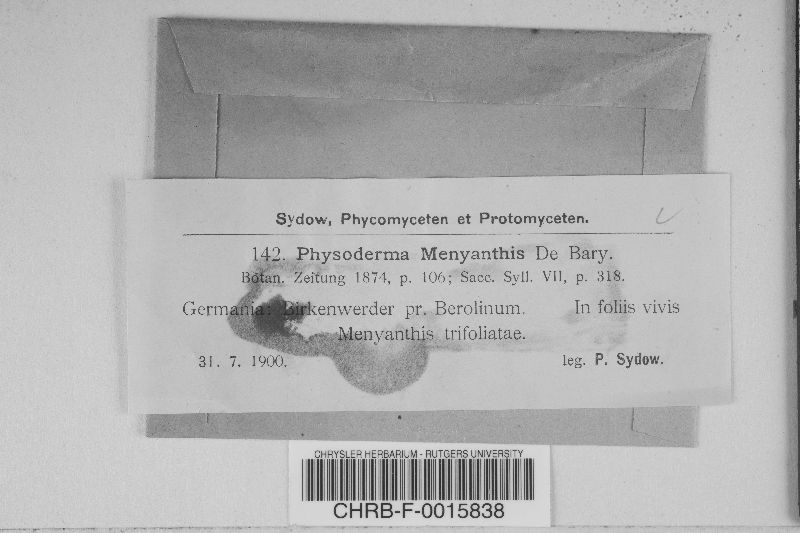 Sydow, Phycomyceten et Protomyceten.
142. Physoderma Menyanthis De Bary.
Botan. Zeitung 1874, p. 106; Sacc. Syll. VII, p. 318.
Germania: Birkenwerder pr. Berolinum. In foliis vivis
Menyanthis trifoliatae.
31. 7. 1900. leg. P. Sydow.
CHRYSLER HERBARIUM - RUTGERS UNIVERSITY
CHRB-F-0015838